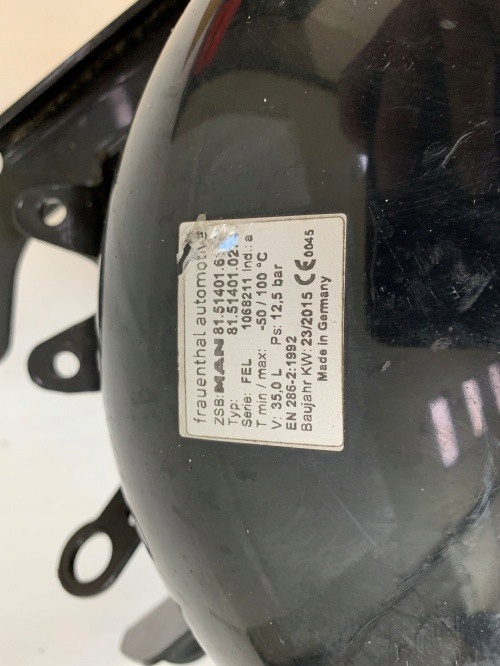 frauenthal automotive
ZSB: MAN 81.51401.6
Typ: 81.51401.02
Serie: FEL 1068211 Ind.: a
T min / max: -50 / 100 °C
V: 35,0 L Ps: 12,5 bar
EN 286-2:1992
Baujahr KW: 23/2015 CE 0045
Made in Germany